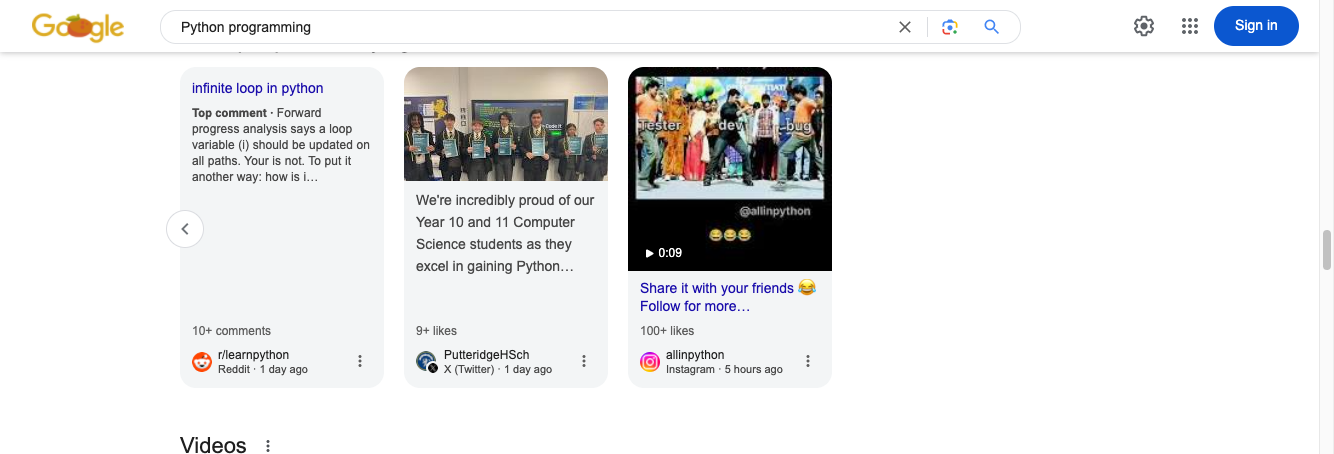 Google
Python programming
Sign in
infinite loop in python
Top comment · Forward
progress analysis says a loop
variable (i) should be updated on
all paths. Your is not. To put it
another way: how is i…
10+ comments
r/learnpython
Reddit · 1 day ago
Code It
We're incredibly proud of our
Year 10 and 11 Computer
Science students as they
excel in gaining Python…
9+ likes
PutteridgeHSch
X (Twitter) · 1 day ago
Tester dev bug
@allinpython
😂😂😂
0:09
Share it with your friends 😂
Follow for more…
100+ likes
allinpython
Instagram · 5 hours ago
Videos